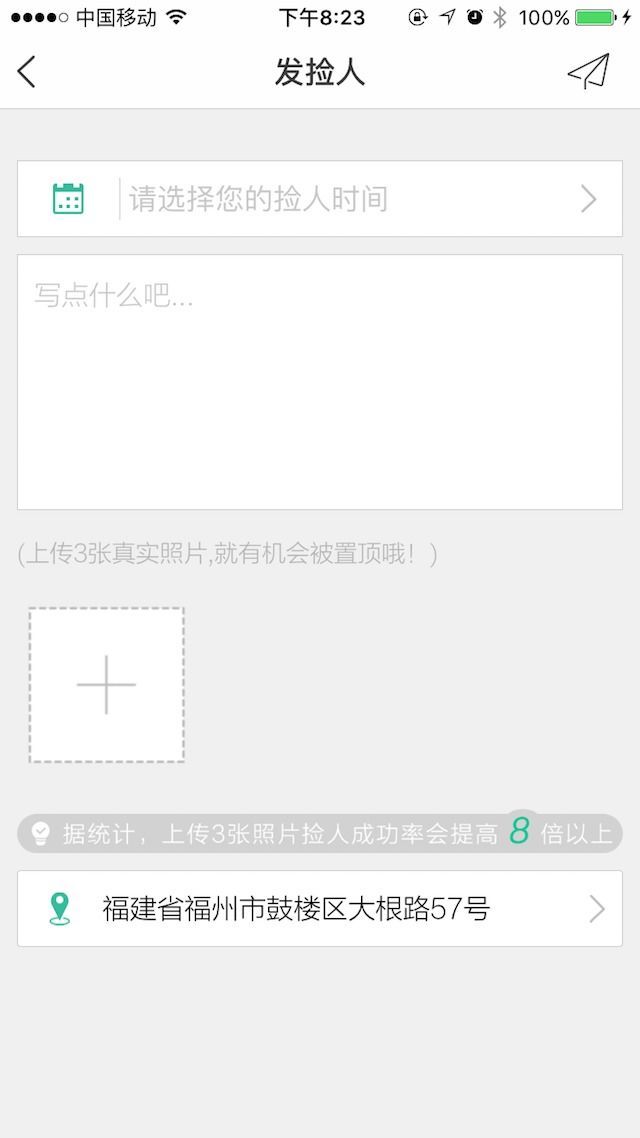 中国移动 下午8:23 100%
发捡人
请选择您的捡人时间
写点什么吧...
(上传3张真实照片,就有机会被置顶哦！)
据统计，上传3张照片捡人成功率会提高 8 倍以上
福建省福州市鼓楼区大根路57号